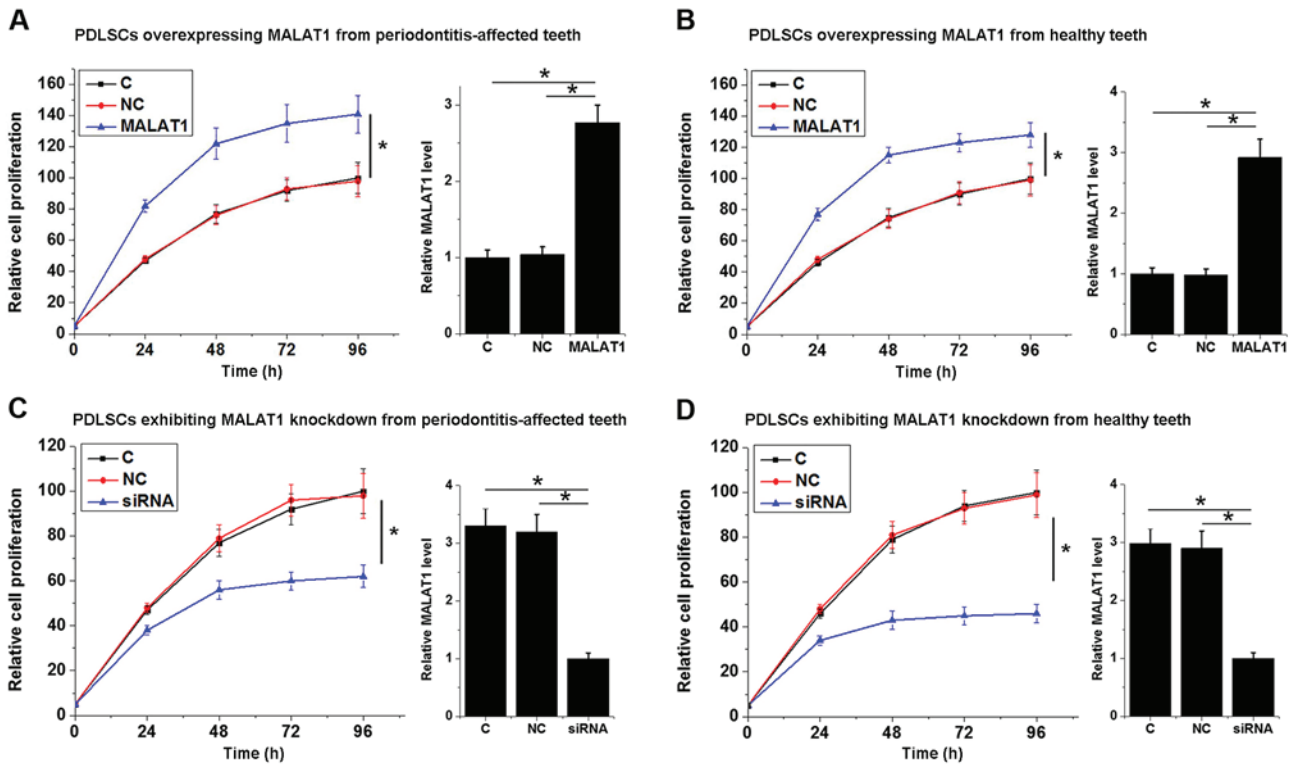 A
PDLSCs overexpressing MALAT1 from periodontitis-affected teeth
C
NC
MALAT1
Relative cell proliferation
160
140
120
100
80
60
40
20
0
*
0 24 48 72 96
Time (h)
Relative MALAT1 level
3
2
1
0
*
*
C NC MALAT1
B
PDLSCs overexpressing MALAT1 from healthy teeth
C
NC
MALAT1
Relative cell proliferation
160
140
120
100
80
60
40
20
0
*
0 24 48 72 96
Time (h)
Relative MALAT1 level
4
3
2
1
0
*
*
C NC MALAT1
C
PDLSCs exhibiting MALAT1 knockdown from periodontitis-affected teeth
C
NC
siRNA
Relative cell proliferation
120
100
80
60
40
20
0
*
0 24 48 72 96
Time (h)
Relative MALAT1 level
4
3
2
1
0
*
*
C NC siRNA
D
PDLSCs exhibiting MALAT1 knockdown from healthy teeth
C
NC
siRNA
Relative cell proliferation
120
100
80
60
40
20
0
*
0 24 48 72 96
Time (h)
Relative MALAT1 level
4
3
2
1
0
*
*
C NC siRNA